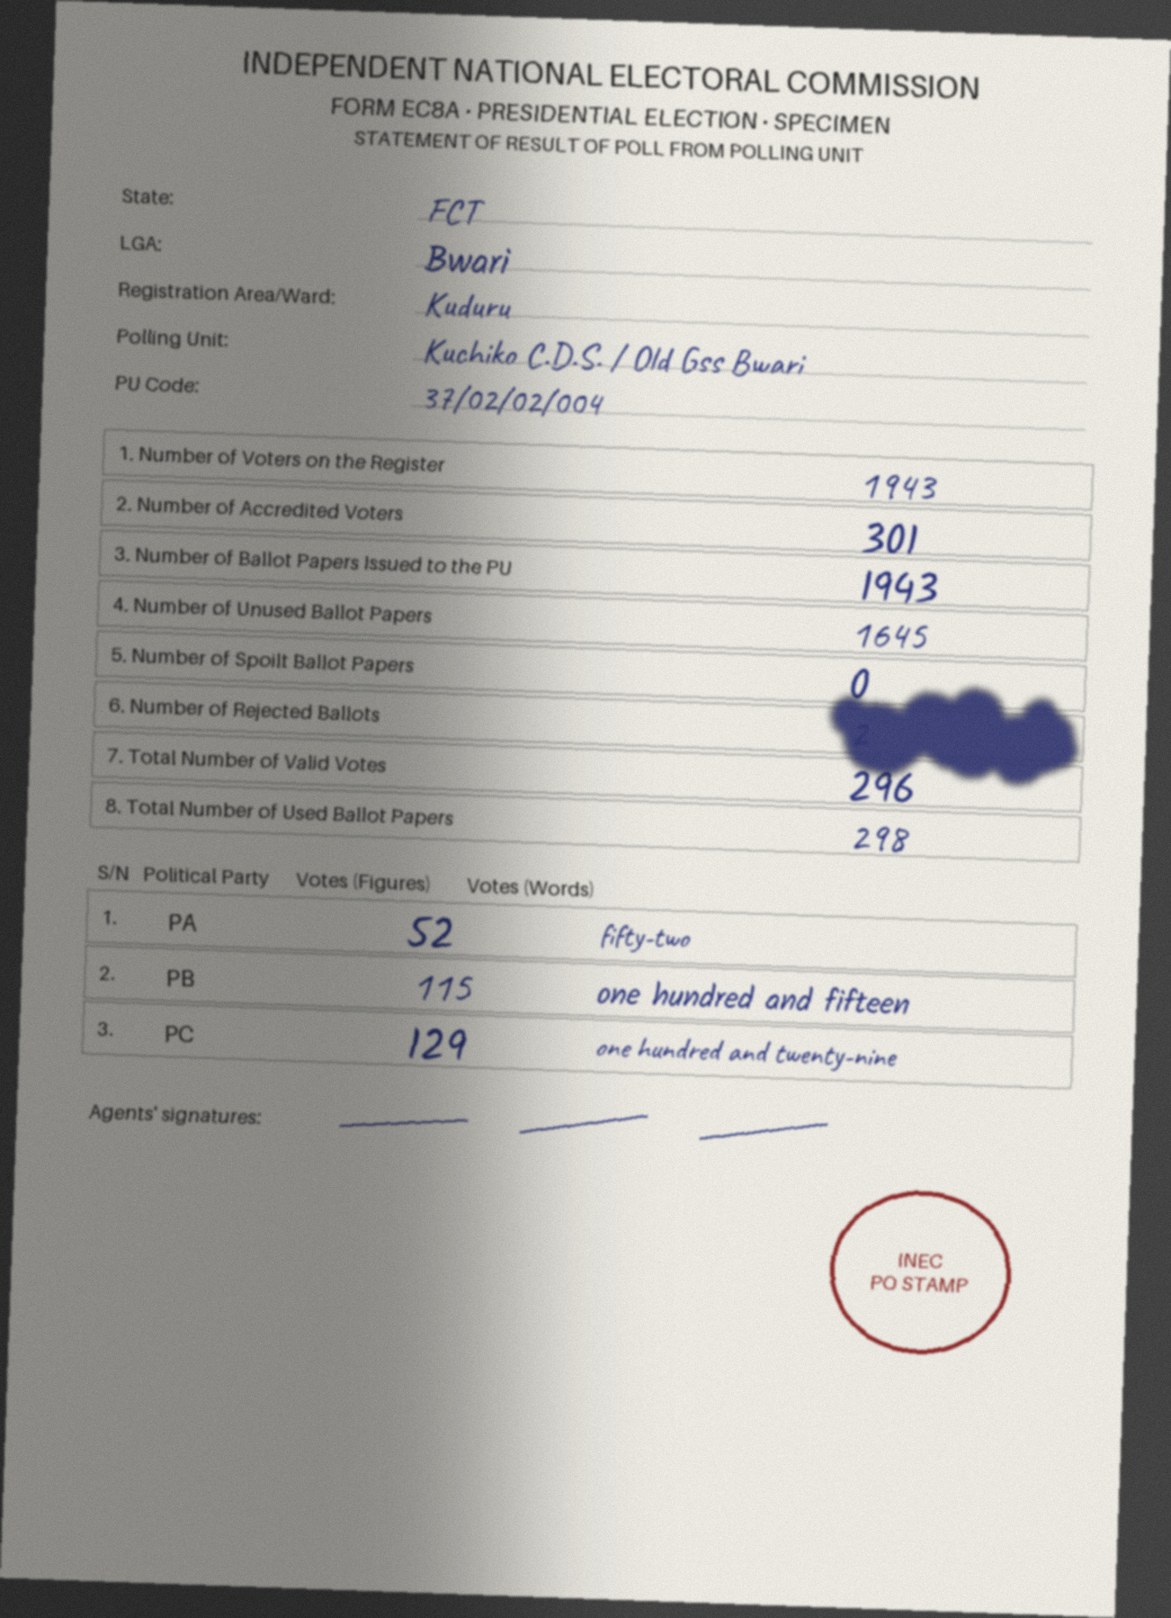 INDEPENDENT NATIONAL ELECTORAL COMMISSION
FORM EC8A · PRESIDENTIAL ELECTION · SPECIMEN
STATEMENT OF RESULT OF POLL FROM POLLING UNIT
State: FCT
LGA: Bwari
Registration Area/Ward: Kuduru
Polling Unit: Kuchiko C.D.S. / Old Gss Bwari
PU Code: 37/02/02/004
1. Number of Voters on the Register 1943
2. Number of Accredited Voters 301
3. Number of Ballot Papers Issued to the PU 1943
4. Number of Unused Ballot Papers 1645
5. Number of Spoilt Ballot Papers 0
6. Number of Rejected Ballots
7. Total Number of Valid Votes 296
8. Total Number of Used Ballot Papers 298
S/N Political Party Votes (Figures) Votes (Words)
1. PA 52 fifty-two
2. PB 115 one hundred and fifteen
3. PC 129 one hundred and twenty-nine
Agents' signatures:
INEC
PO STAMP